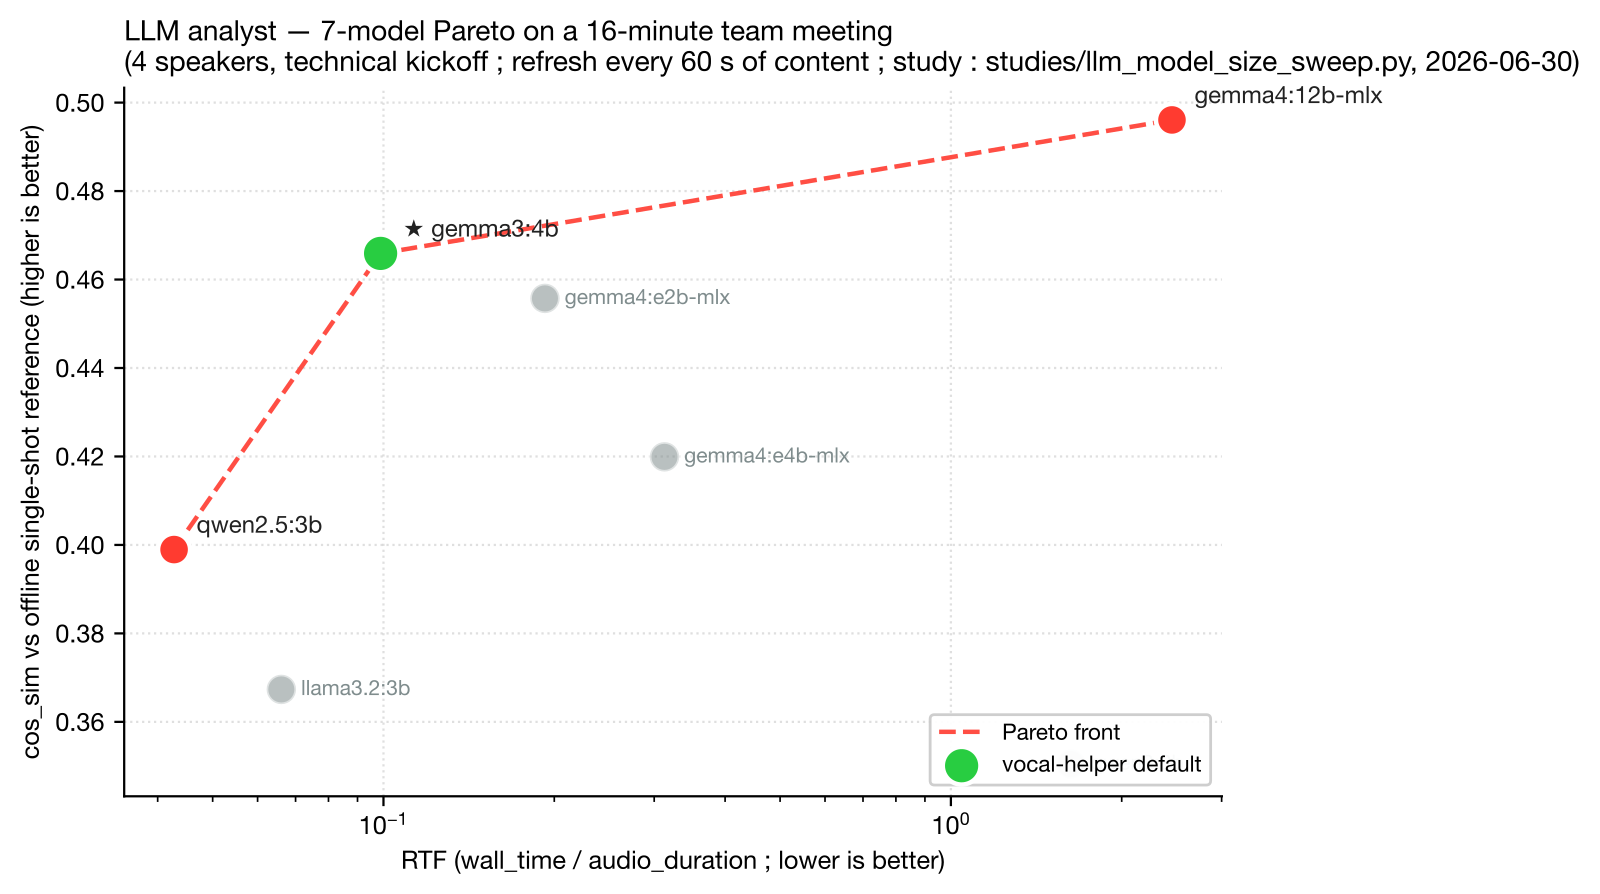 LLM analyst — 7-model Pareto on a 16-minute team meeting
(4 speakers, technical kickoff ; refresh every 60 s of content ; study : studies/llm_model_size_sweep.py, 2026-06-30)
gemma4:12b-mlx
0.50
0.48
★ gemma3:4b
0.46
gemma4:e2b-mlx
0.44
0.42
gemma4:e4b-mlx
qwen2.5:3b
0.40
0.38
llama3.2:3b
0.36
cos_sim vs offline single-shot reference (higher is better)
Pareto front
vocal-helper default
10⁻¹
10⁰
RTF (wall_time / audio_duration ; lower is better)